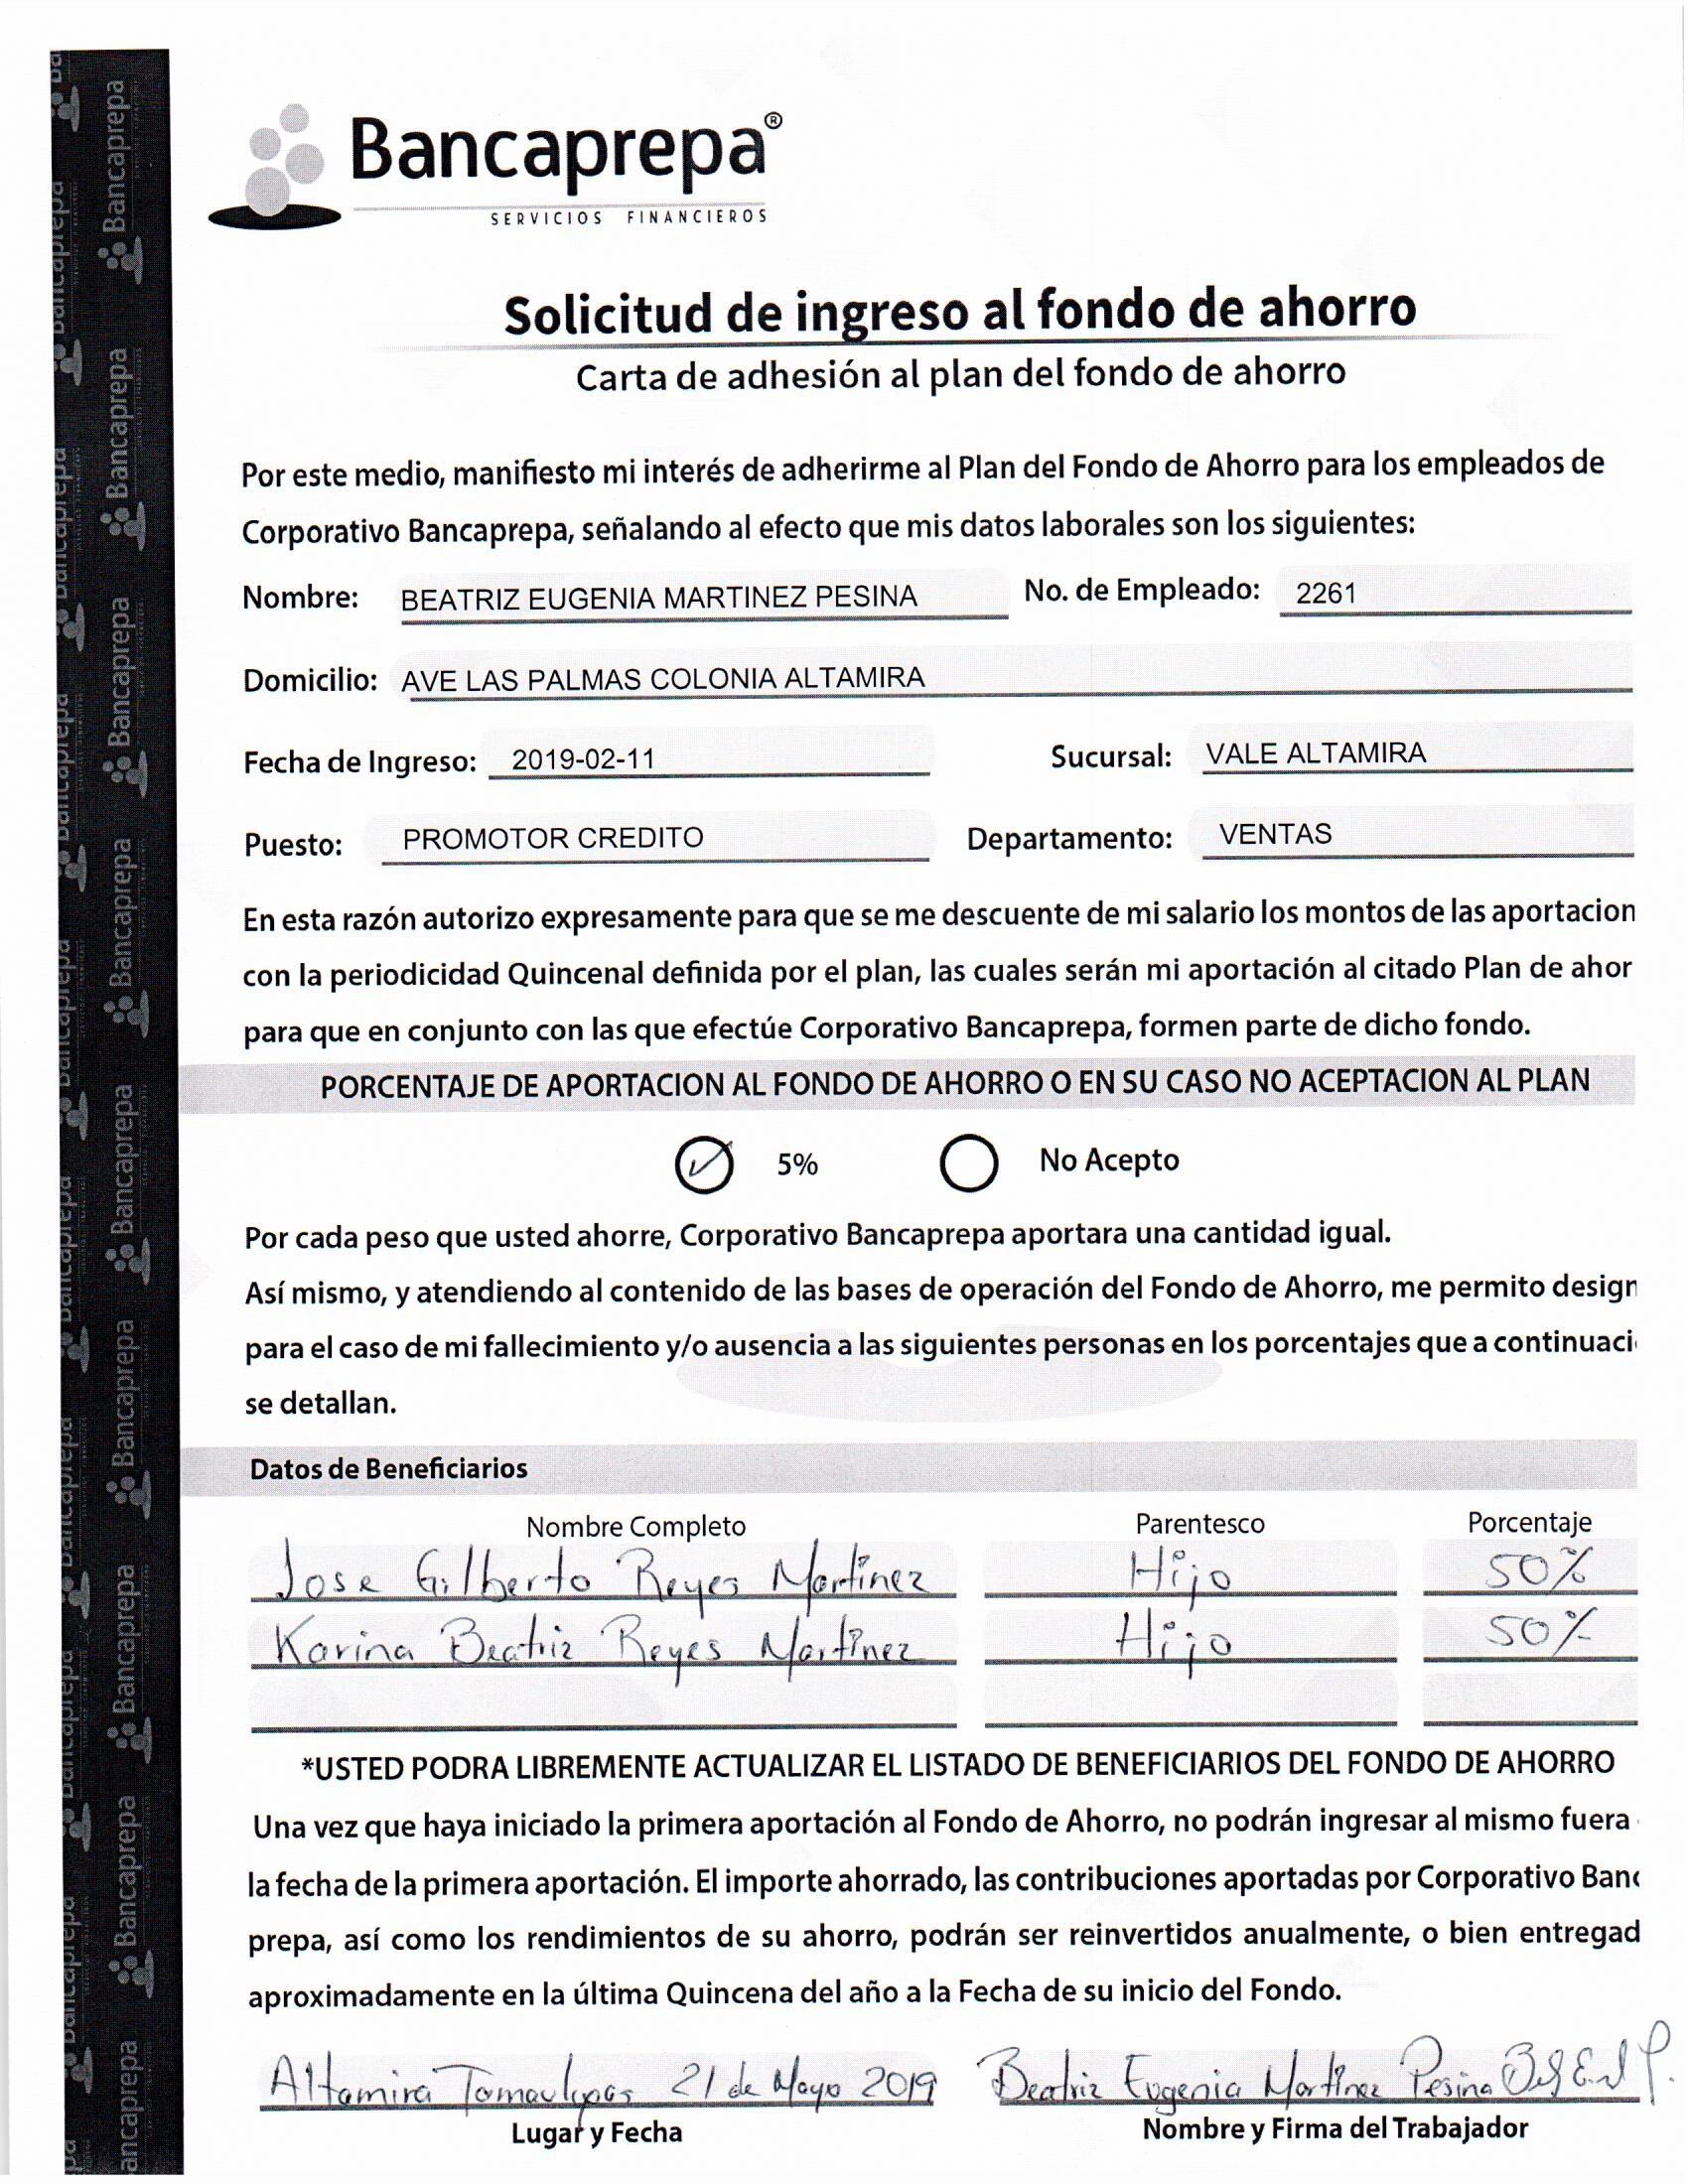 Bancaprepa®
SERVICIOS FINANCIEROS
Solicitud de ingreso al fondo de ahorro
Carta de adhesión al plan del fondo de ahorro
Por este medio, manifiesto mi interés de adherirme al Plan del Fondo de Ahorro para los empleados de
Corporativo Bancaprepa, señalando al efecto que mis datos laborales son los siguientes:
Nombre: BEATRIZ EUGENIA MARTINEZ PESINA No. de Empleado: 2261
Domicilio: AVE LAS PALMAS COLONIA ALTAMIRA
Fecha de Ingreso: 2019-02-11 Sucursal: VALE ALTAMIRA
Puesto: PROMOTOR CREDITO Departamento: VENTAS
En esta razón autorizo expresamente para que se me descuente de mi salario los montos de las aportacion
con la periodicidad Quincenal definida por el plan, las cuales serán mi aportación al citado Plan de ahor
para que en conjunto con las que efectúe Corporativo Bancaprepa, formen parte de dicho fondo.
PORCENTAJE DE APORTACION AL FONDO DE AHORRO O EN SU CASO NO ACEPTACION AL PLAN
5% No Acepto
Por cada peso que usted ahorre, Corporativo Bancaprepa aportara una cantidad igual.
Así mismo, y atendiendo al contenido de las bases de operación del Fondo de Ahorro, me permito design
para el caso de mi fallecimiento y/o ausencia a las siguientes personas en los porcentajes que a continuaci
se detallan.
Datos de Beneficiarios
Nombre Completo Parentesco Porcentaje
Jose Gilberto Reyes Martinez Hijo 50%
Karina Beatriz Reyes Martinez Hijo 50%
*USTED PODRA LIBREMENTE ACTUALIZAR EL LISTADO DE BENEFICIARIOS DEL FONDO DE AHORRO
Una vez que haya iniciado la primera aportación al Fondo de Ahorro, no podrán ingresar al mismo fuera
la fecha de la primera aportación. El importe ahorrado, las contribuciones aportadas por Corporativo Banc
prepa, así como los rendimientos de su ahorro, podrán ser reinvertidos anualmente, o bien entregad
aproximadamente en la última Quincena del año a la Fecha de su inicio del Fondo.
Altamira Tamaulipas 21 de Mayo 2019 Beatriz Eugenia Martinez Pesina
Lugar y Fecha Nombre y Firma del Trabajador